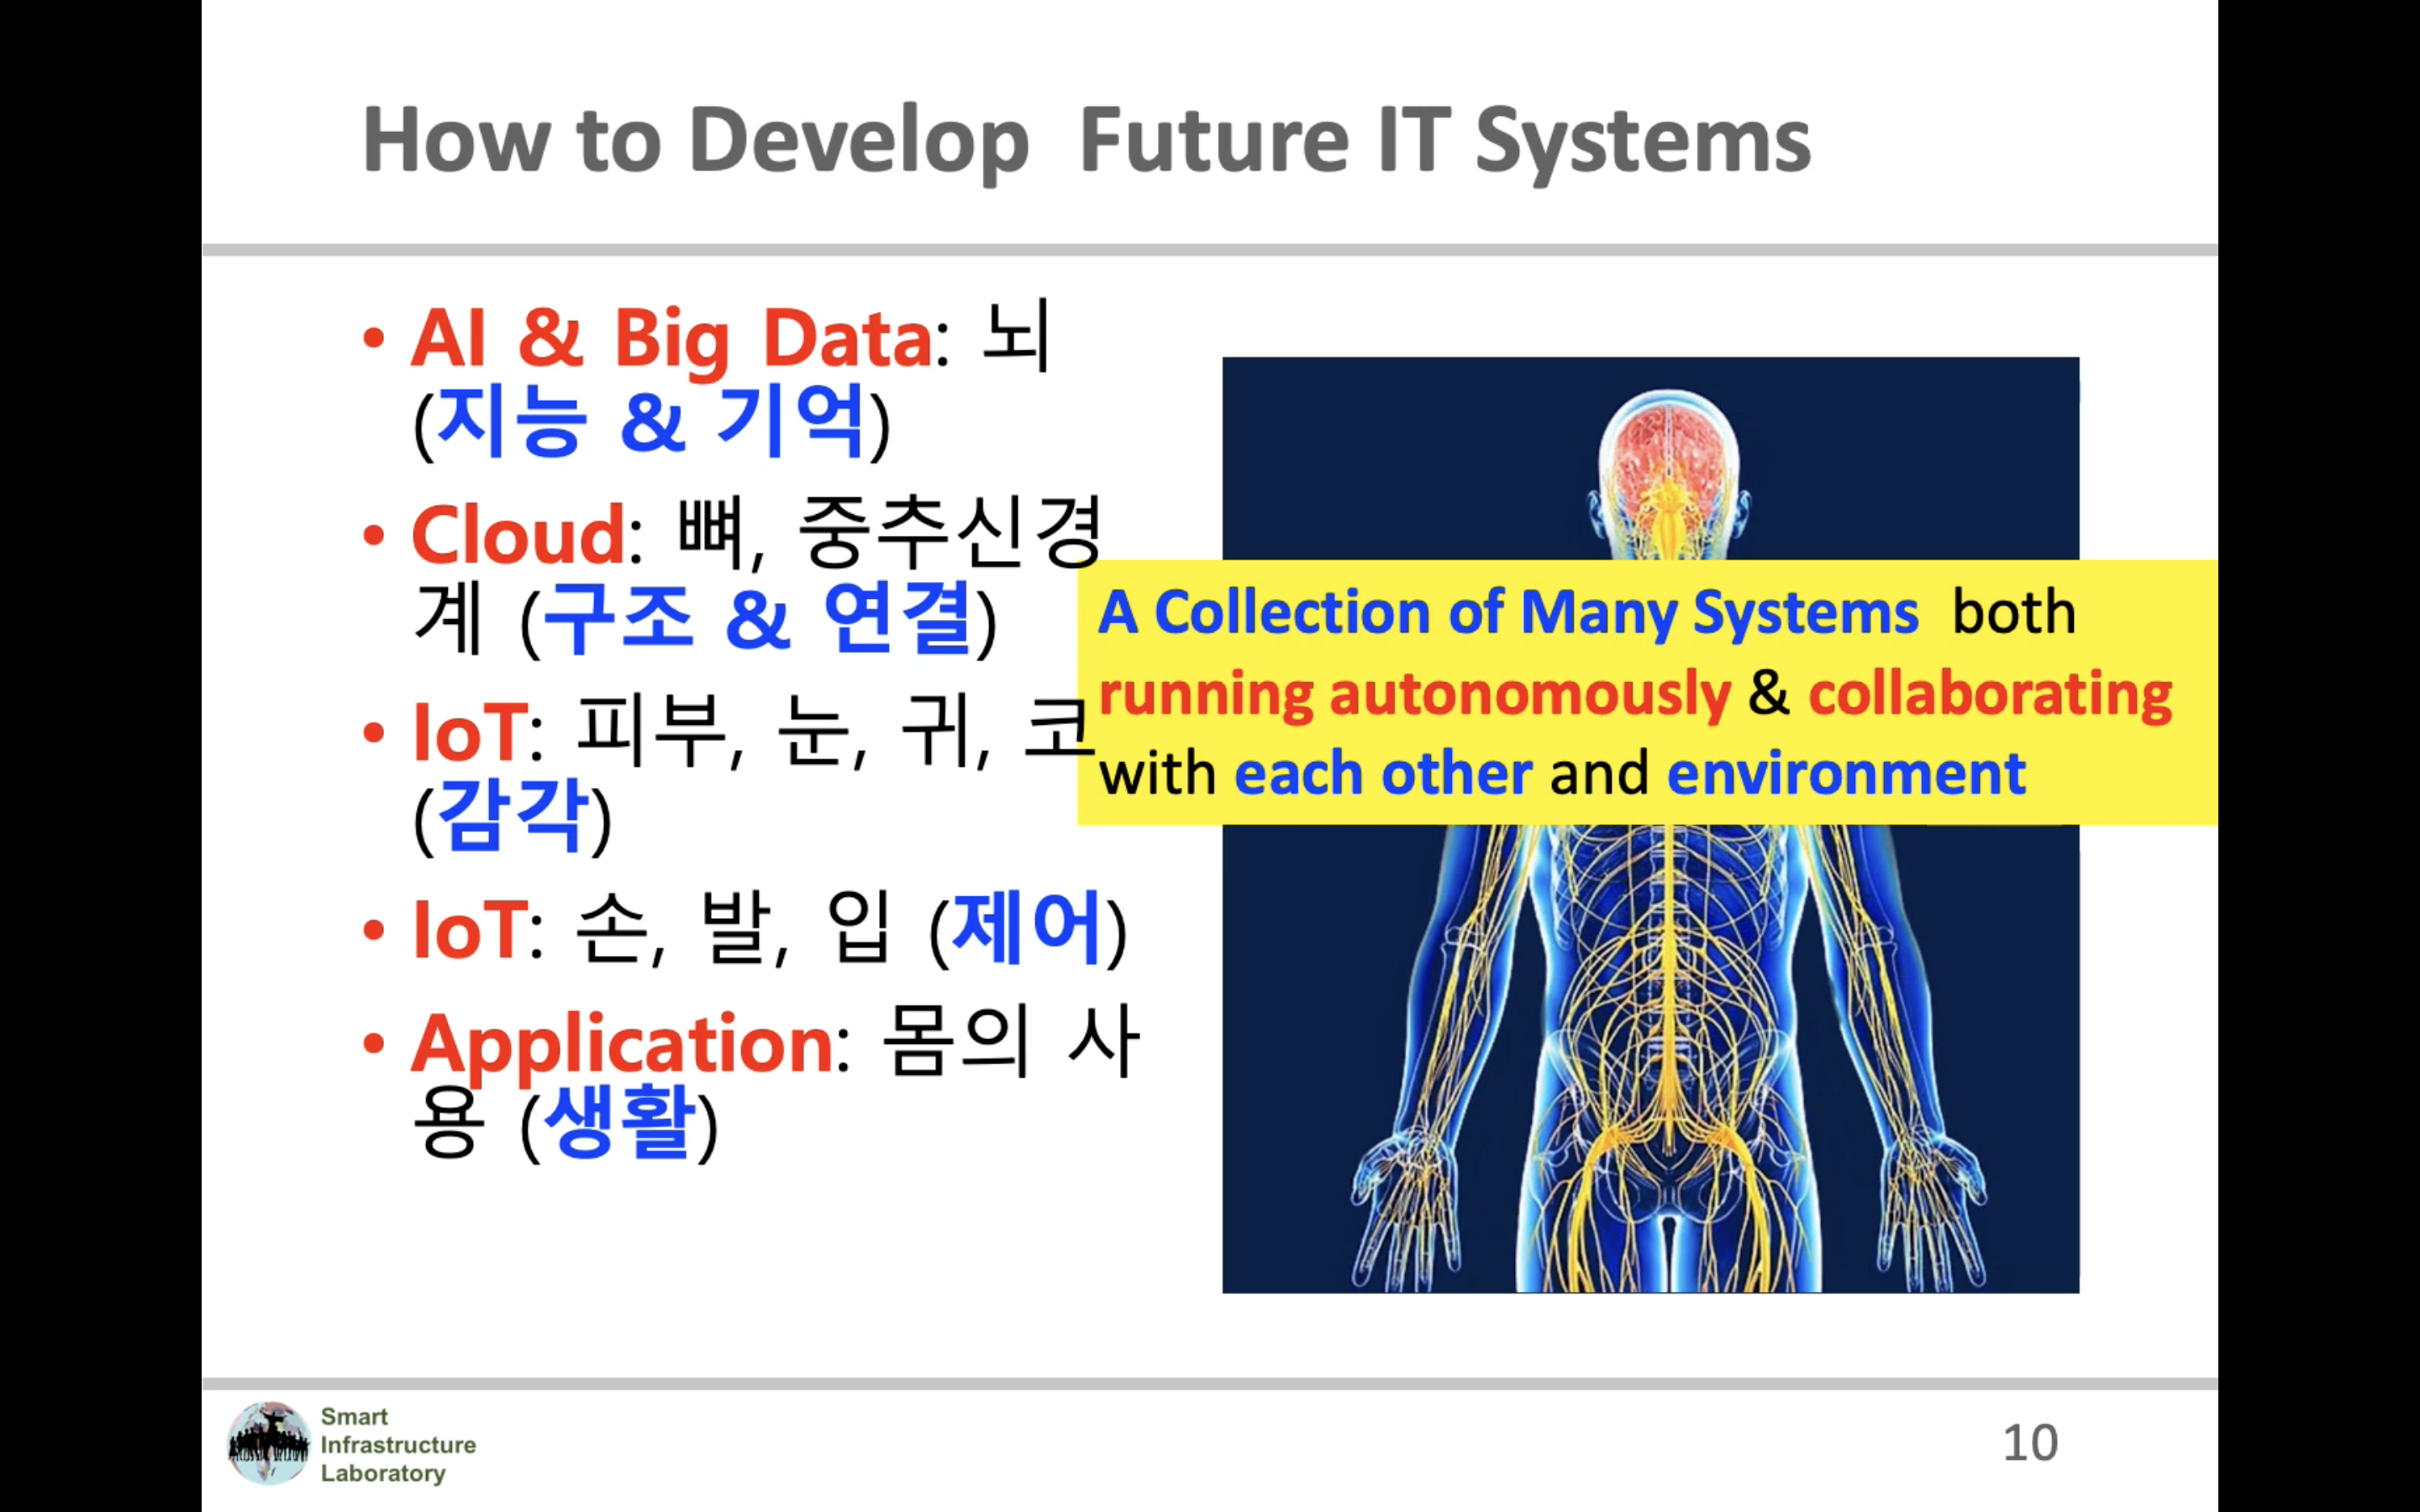 How to Develop  Future IT Systems
• AI & Big Data: 뇌
(지능 & 기억)
• Cloud: 뼈, 중추신경
계 (구조 & 연결)
• IoT: 피부, 눈, 귀, 코
(감각)
• IoT: 손, 발, 입 (제어)
• Application: 몸의 사
용 (생활)
A Collection of Many Systems  both
running autonomously & collaborating
with each other and environment
Smart
Infrastructure
Laboratory
10